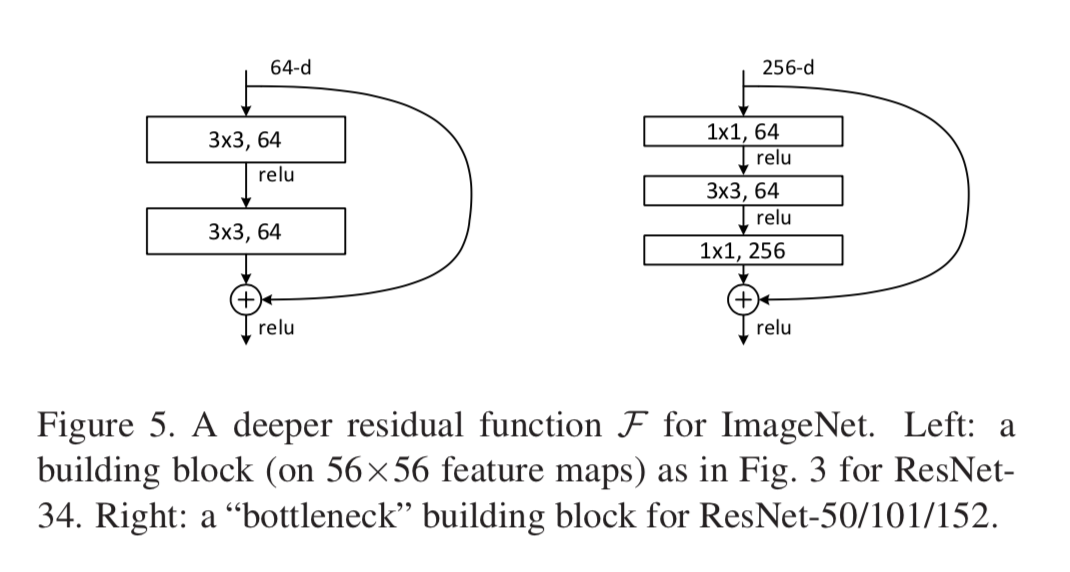 64-d
3x3, 64
relu
3x3, 64
+
relu
256-d
1x1, 64
relu
3x3, 64
relu
1x1, 256
+
relu
Figure 5. A deeper residual function ℱ for ImageNet. Left: a
building block (on 56×56 feature maps) as in Fig. 3 for ResNet-
34. Right: a “bottleneck” building block for ResNet-50/101/152.